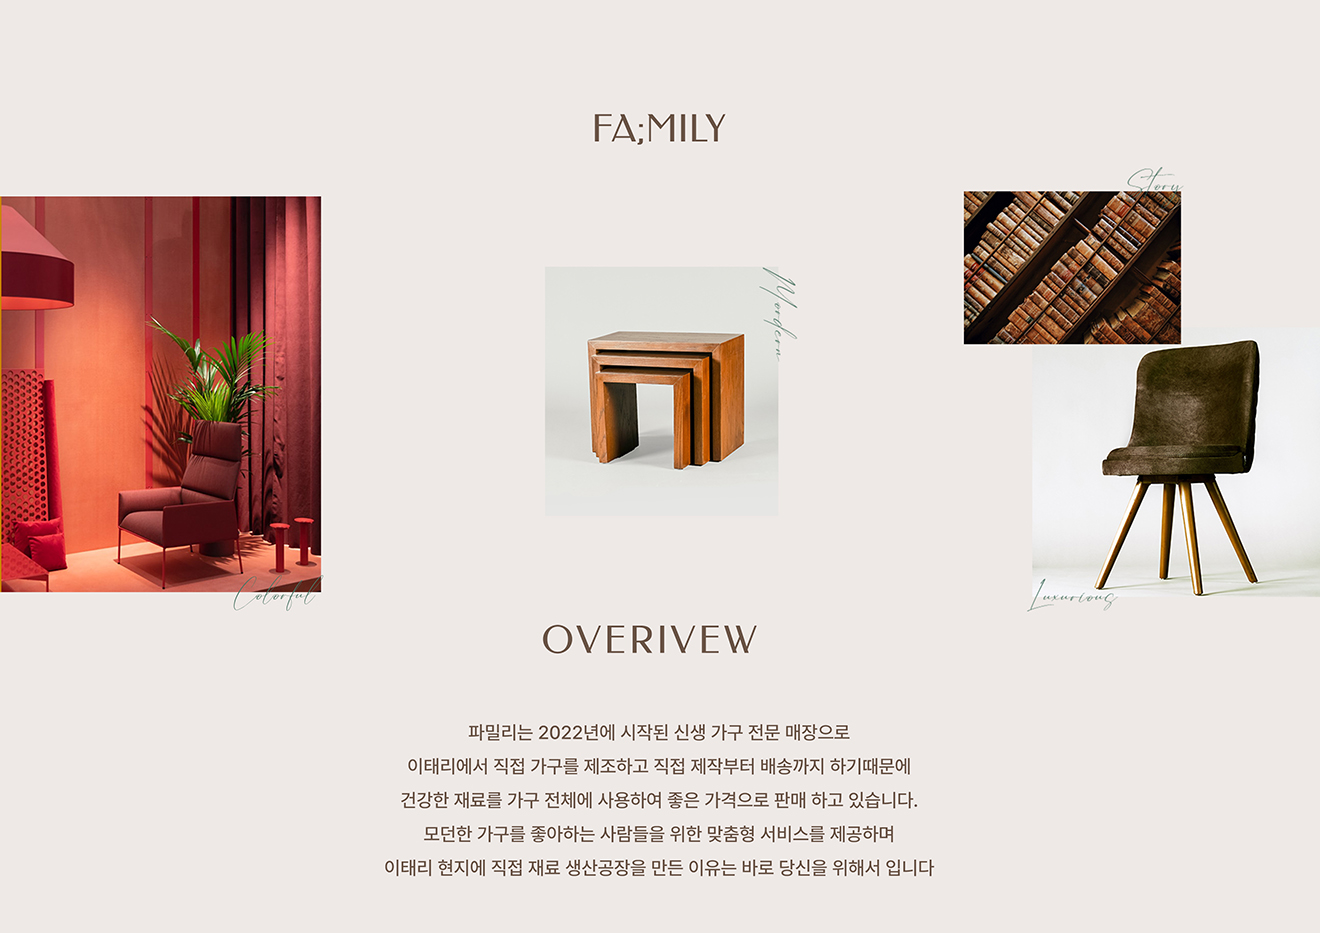 FA;MILY
Story
Mordern
Colorful
Luxurious
OVERIVEW
파밀리는 2022년에 시작된 신생 가구 전문 매장으로
이태리에서 직접 가구를 제조하고 직접 제작부터 배송까지 하기때문에
건강한 재료를 가구 전체에 사용하여 좋은 가격으로 판매 하고 있습니다.
모던한 가구를 좋아하는 사람들을 위한 맞춤형 서비스를 제공하며
이태리 현지에 직접 재료 생산공장을 만든 이유는 바로 당신을 위해서 입니다